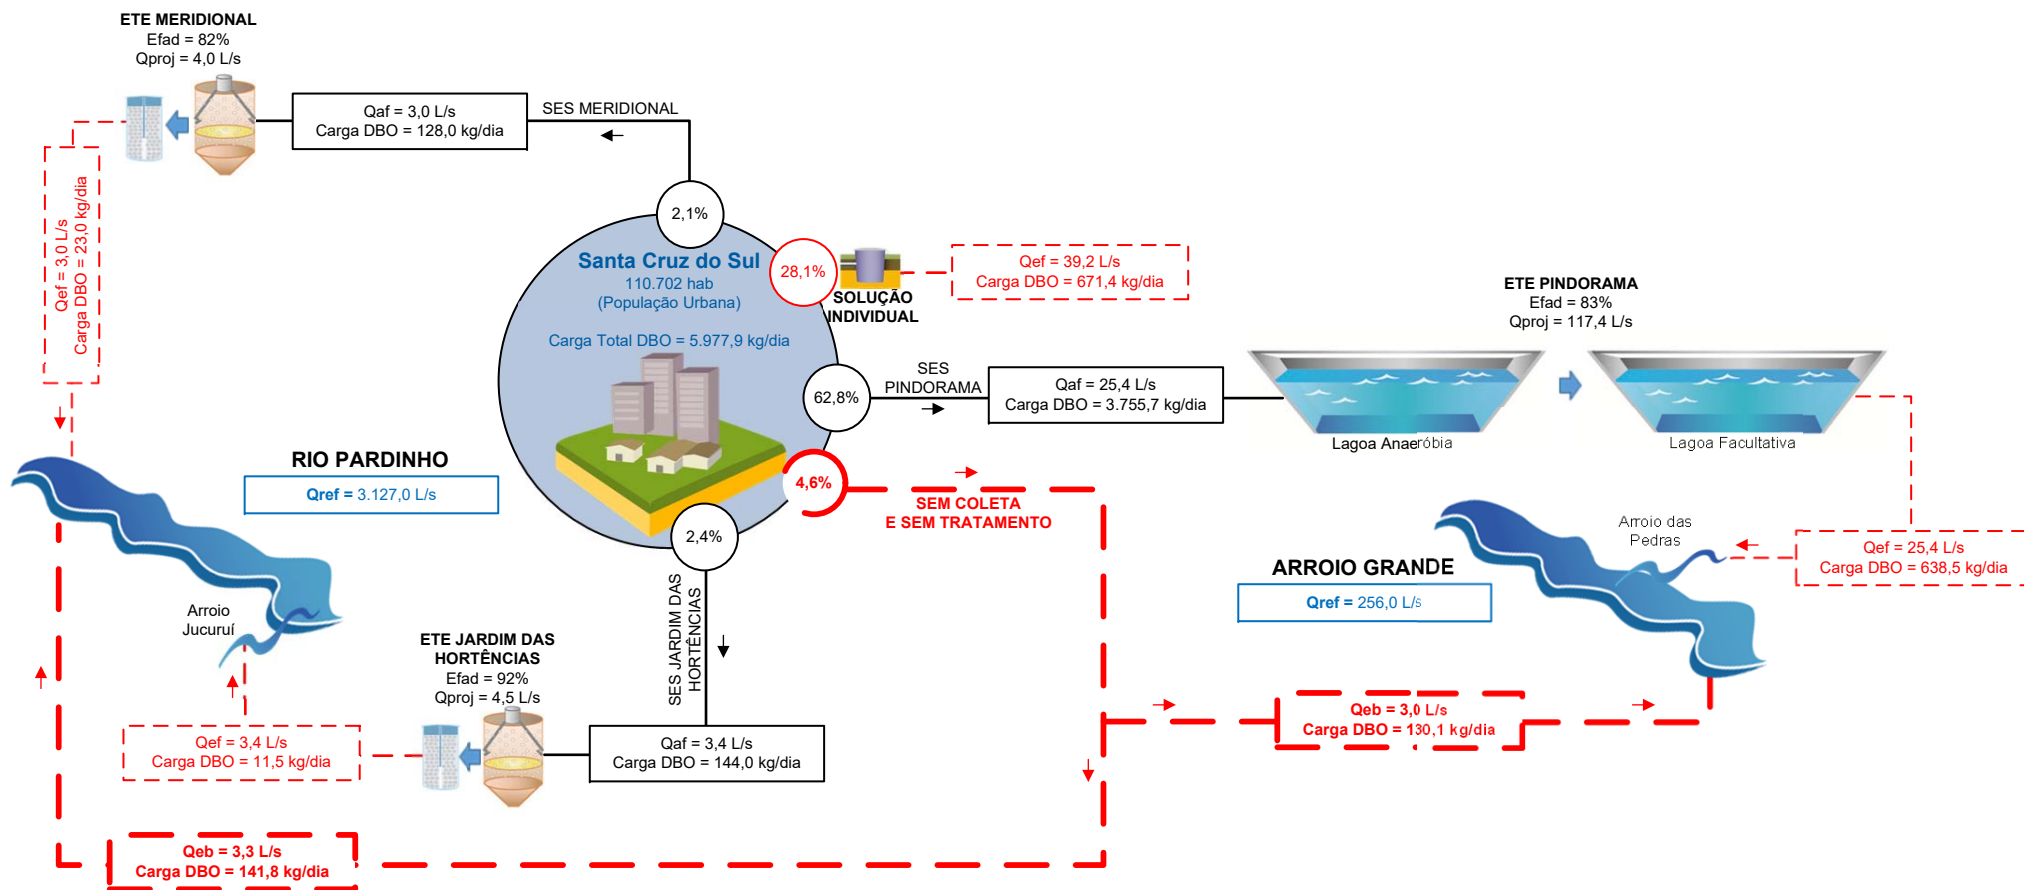 ETE MERIDIONAL
Efad = 82%
Qproj = 4,0 L/s
Qaf = 3,0 L/s
Carga DBO = 128,0 kg/dia
SES MERIDIONAL
Qef = 3,0 L/s
Carga DBO = 23,0 kg/dia
2,1%
Santa Cruz do Sul
110.702 hab
(População Urbana)
Carga Total DBO = 5.977,9 kg/dia
28,1%
SOLUÇÃO
INDIVIDUAL
Qef = 39,2 L/s
Carga DBO = 671,4 kg/dia
ETE PINDORAMA
Efad = 83%
Qproj = 117,4 L/s
62,8%
SES
PINDORAMA
Qaf = 25,4 L/s
Carga DBO = 3.755,7 kg/dia
Lagoa Anaeróbia
Lagoa Facultativa
RIO PARDINHO
Qref = 3.127,0 L/s
4,6%
SEM COLETA
E SEM TRATAMENTO
2,4%
Arroio das
Pedras
Qef = 25,4 L/s
Carga DBO = 638,5 kg/dia
ARROIO GRANDE
Qref = 256,0 L/s
Arroio
Jucuruí
SES JARDIM DAS
HORTÊNCIAS
ETE JARDIM DAS
HORTÊNCIAS
Efad = 92%
Qproj = 4,5 L/s
Qef = 3,4 L/s
Carga DBO = 11,5 kg/dia
Qaf = 3,4 L/s
Carga DBO = 144,0 kg/dia
Qeb = 3,0 L/s
Carga DBO = 130,1 kg/dia
Qeb = 3,3 L/s
Carga DBO = 141,8 kg/dia